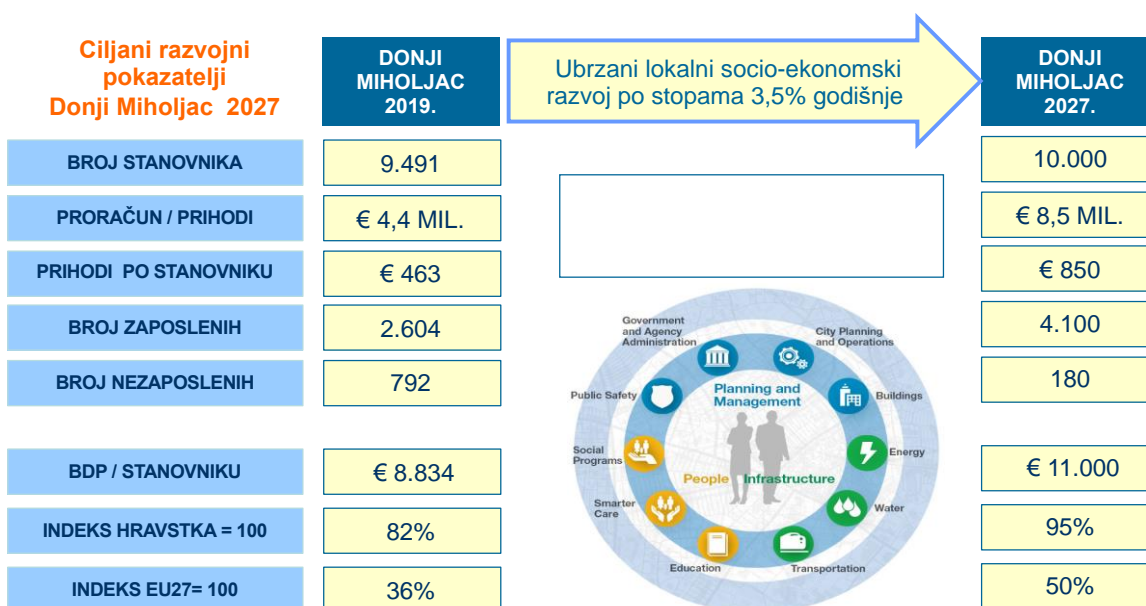 Ciljani razvojni
pokazatelji
Donji Miholjac 2027
DONJI
MIHOLJAC
2019.
Ubrzani lokalni socio-ekonomski
razvoj po stopama 3,5% godišnje
DONJI
MIHOLJAC
2027.
BROJ STANOVNIKA
9.491
10.000
PRORAČUN / PRIHODI
€ 4,4 MIL.
€ 8,5 MIL.
PRIHODI PO STANOVNIKU
€ 463
€ 850
BROJ ZAPOSLENIH
2.604
4.100
BROJ NEZAPOSLENIH
792
180
BDP / STANOVNIKU
€ 8.834
€ 11.000
INDEKS HRAVSTKA = 100
82%
95%
INDEKS EU27= 100
36%
50%
Government
and Agency
Administration
City Planning
and Operations
Public Safety
Planning and
Management
Buildings
Social
Programs
Energy
People
Infrastructure
Smarter
Care
Water
Education
Transportation